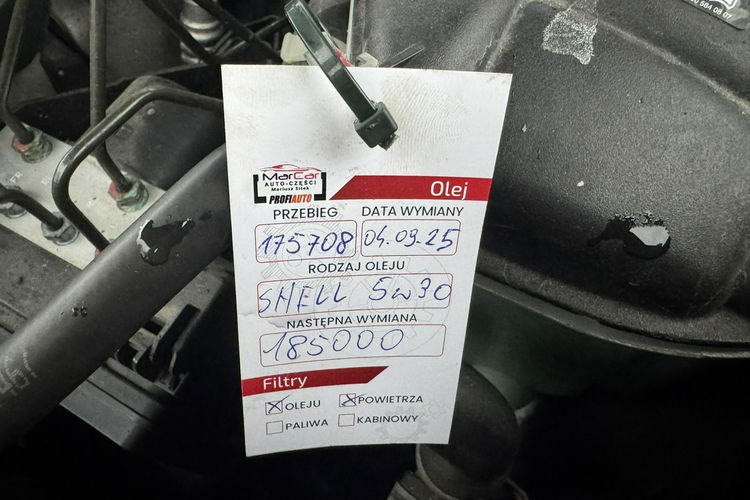 MarCar
AUTO-CZĘŚCI
Mariusz Sitek
PROFIAUTO
Olej
PRZEBIEG DATA WYMIANY
175708 04.09.25
RODZAJ OLEJU
SHELL 5w30
NASTĘPNA WYMIANA
185000
Filtry
OLEJU POWIETRZA
PALIWA KABINOWY